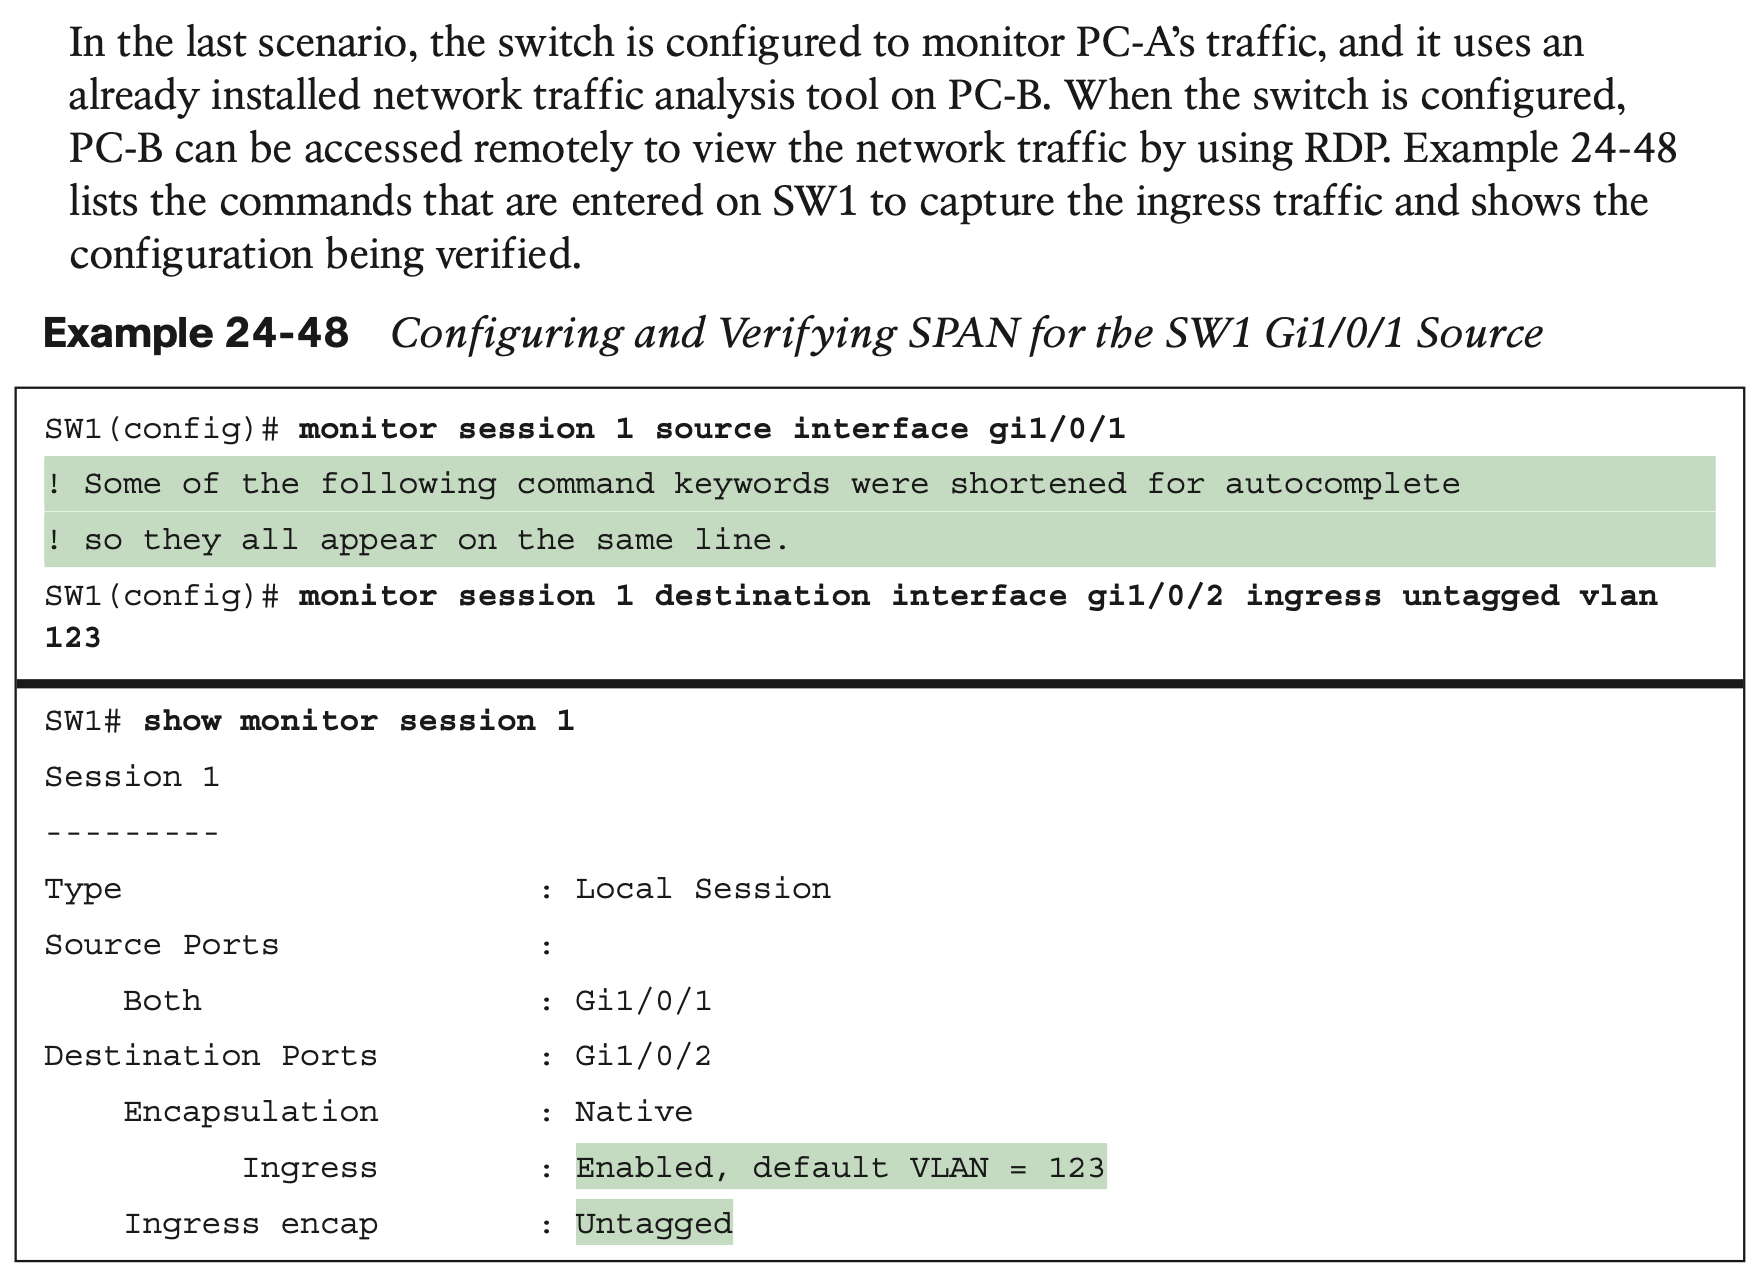 In the last scenario, the switch is configured to monitor PC-A’s traffic, and it uses an
already installed network traffic analysis tool on PC-B. When the switch is configured,
PC-B can be accessed remotely to view the network traffic by using RDP. Example 24-48
lists the commands that are entered on SW1 to capture the ingress traffic and shows the
configuration being verified.
Example 24-48 Configuring and Verifying SPAN for the SW1 Gi1/0/1 Source
SW1(config)# monitor session 1 source interface gi1/0/1
! Some of the following command keywords were shortened for autocomplete
! so they all appear on the same line.
SW1(config)# monitor session 1 destination interface gi1/0/2 ingress untagged vlan
123
SW1# show monitor session 1
Session 1
---------
Type : Local Session
Source Ports :
Both : Gi1/0/1
Destination Ports : Gi1/0/2
Encapsulation : Native
Ingress : Enabled, default VLAN = 123
Ingress encap : Untagged